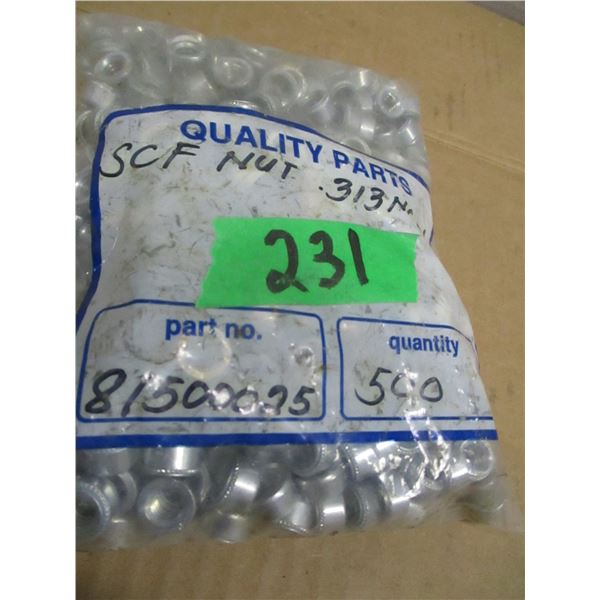 QUALITY PARTS
SCF NUT .313
231
part no.
81500025
quantity
500